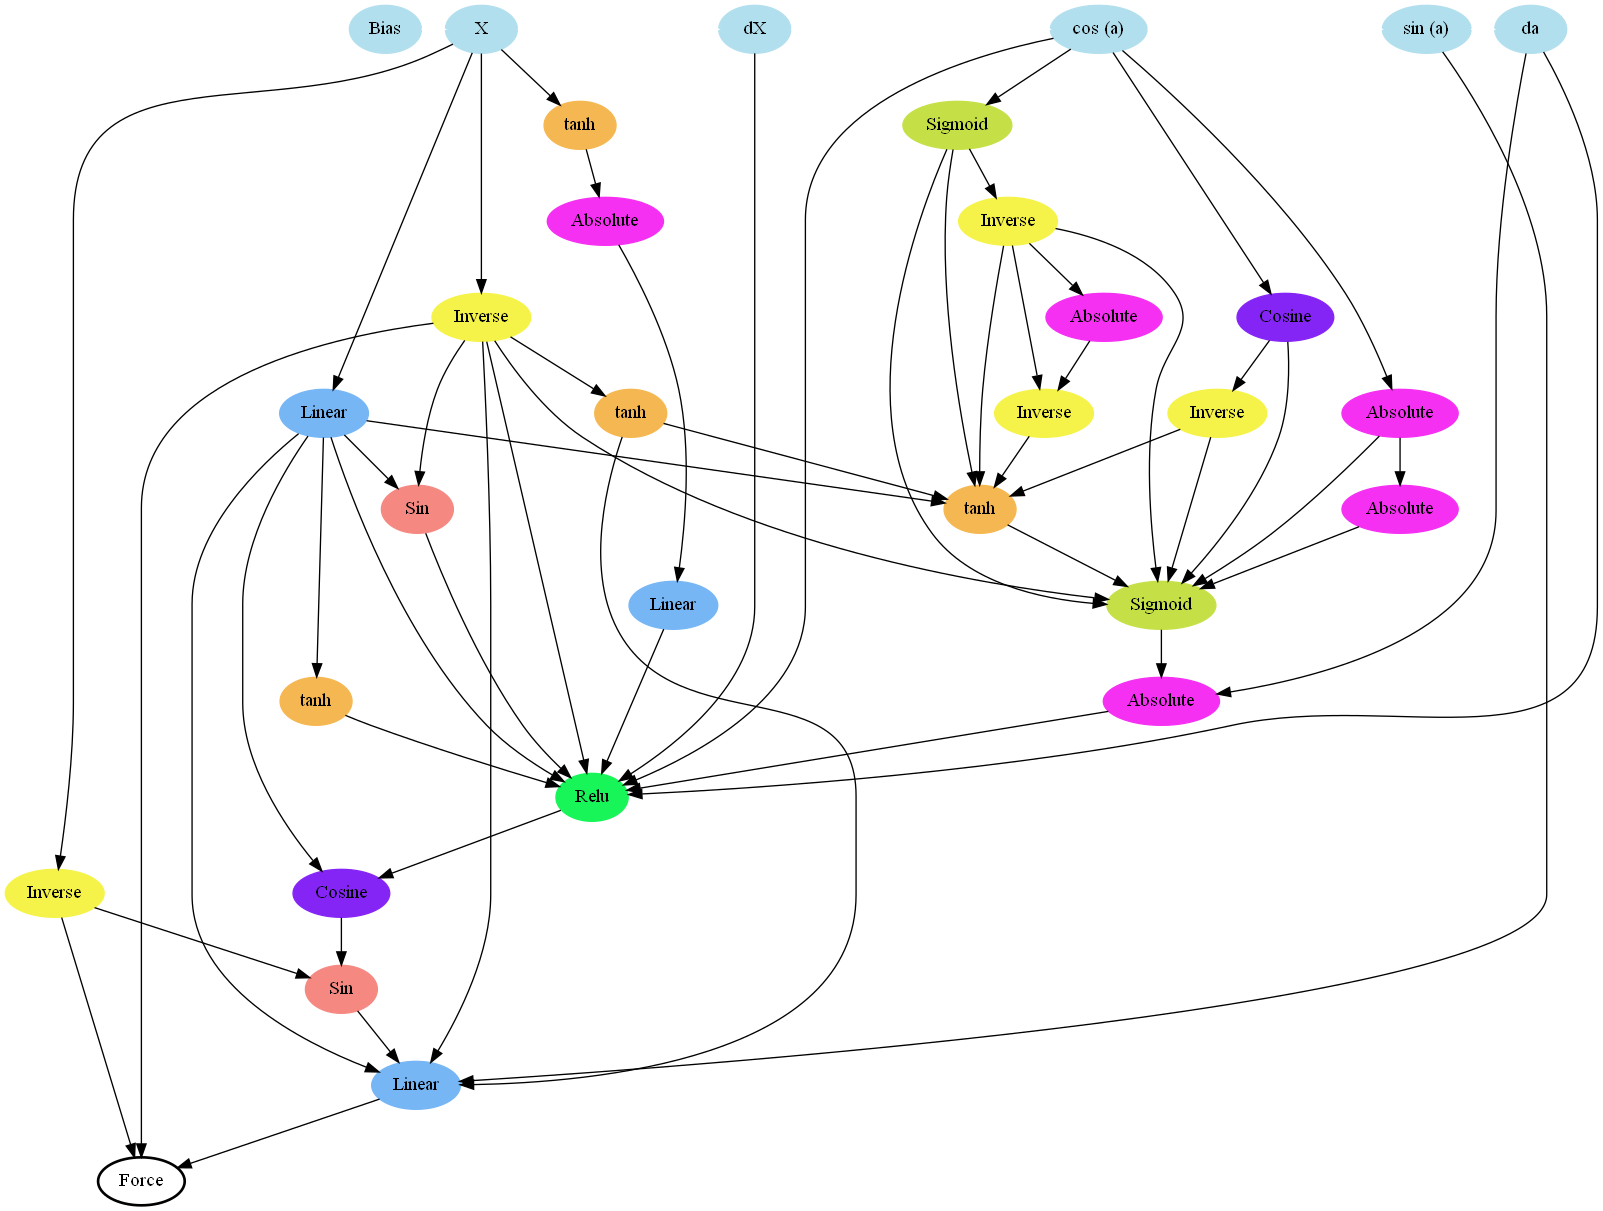 Bias X dX cos (a) sin (a) da
tanh Sigmoid
Absolute Inverse
Inverse Absolute Cosine
Linear tanh Inverse Inverse Absolute
Sin tanh Absolute
Linear Sigmoid
tanh Absolute
Relu
Inverse Cosine
Sin
Linear
Force